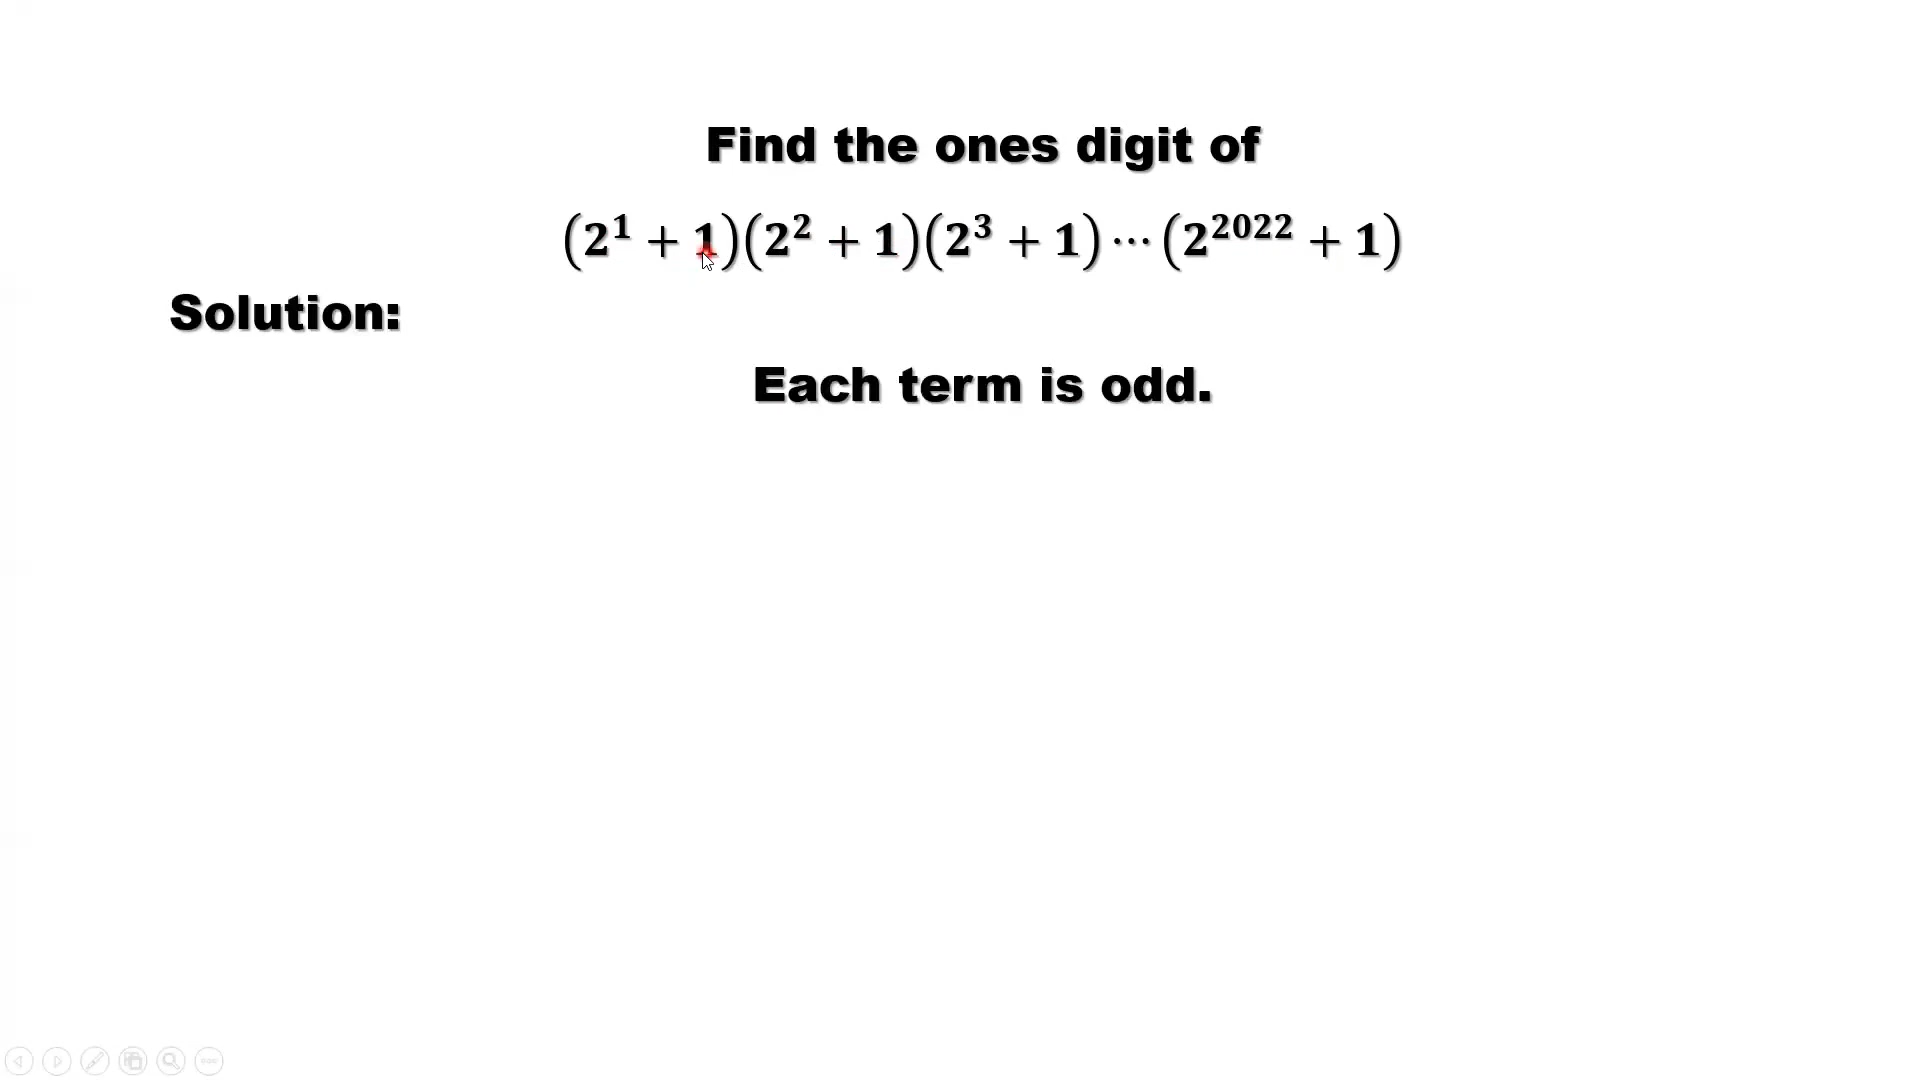 Find the ones digit of
(2¹ + 1)(2² + 1)(2³ + 1) ⋯ (2²⁰²² + 1)
Solution:
Each term is odd.